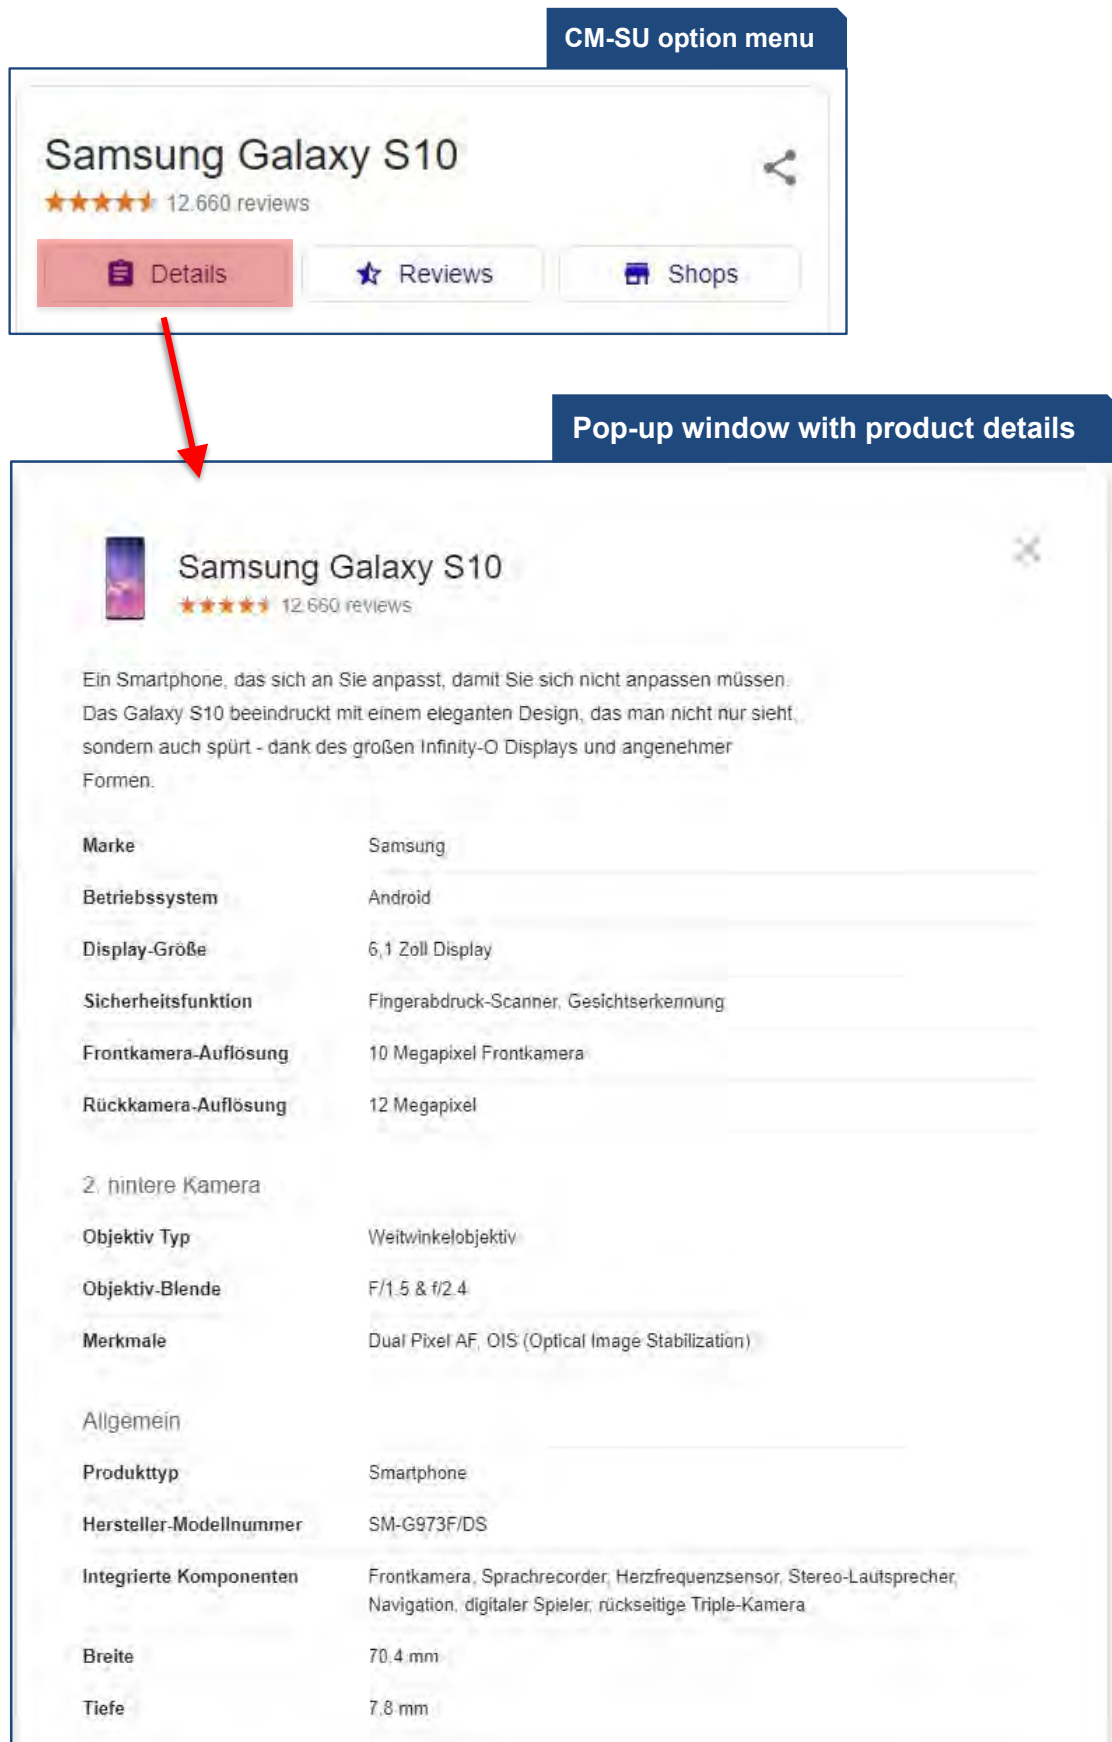 CM-SU option menu
Samsung Galaxy S10
12.660 reviews
Details
Reviews
Shops
Pop-up window with product details
Samsung Galaxy S10
12.660 reviews
Ein Smartphone, das sich an Sie anpasst, damit Sie sich nicht anpassen müssen.
Das Galaxy S10 beeindruckt mit einem eleganten Design, das man nicht nur sieht,
sondern auch spürt - dank des großen Infinity-O Displays und angenehmer
Formen.
Marke Samsung
Betriebssystem Android
Display-Größe 6,1 Zoll Display
Sicherheitsfunktion Fingerabdruck-Scanner, Gesichtserkennung
Frontkamera-Auflösung 10 Megapixel Frontkamera
Rückkamera-Auflösung 12 Megapixel
2. hintere Kamera
Objektiv Typ Weitwinkelobjektiv
Objektiv-Blende F/1.5 & f/2.4
Merkmale Dual Pixel AF, OIS (Optical Image Stabilization)
Allgemein
Produkttyp Smartphone
Hersteller-Modellnummer SM-G973F/DS
Integrierte Komponenten Frontkamera, Sprachrecorder, Herzfrequenzsensor, Stereo-Lautsprecher,
Navigation, digitaler Spieler, rückseitige Triple-Kamera
Breite 70.4 mm
Tiefe 7.8 mm